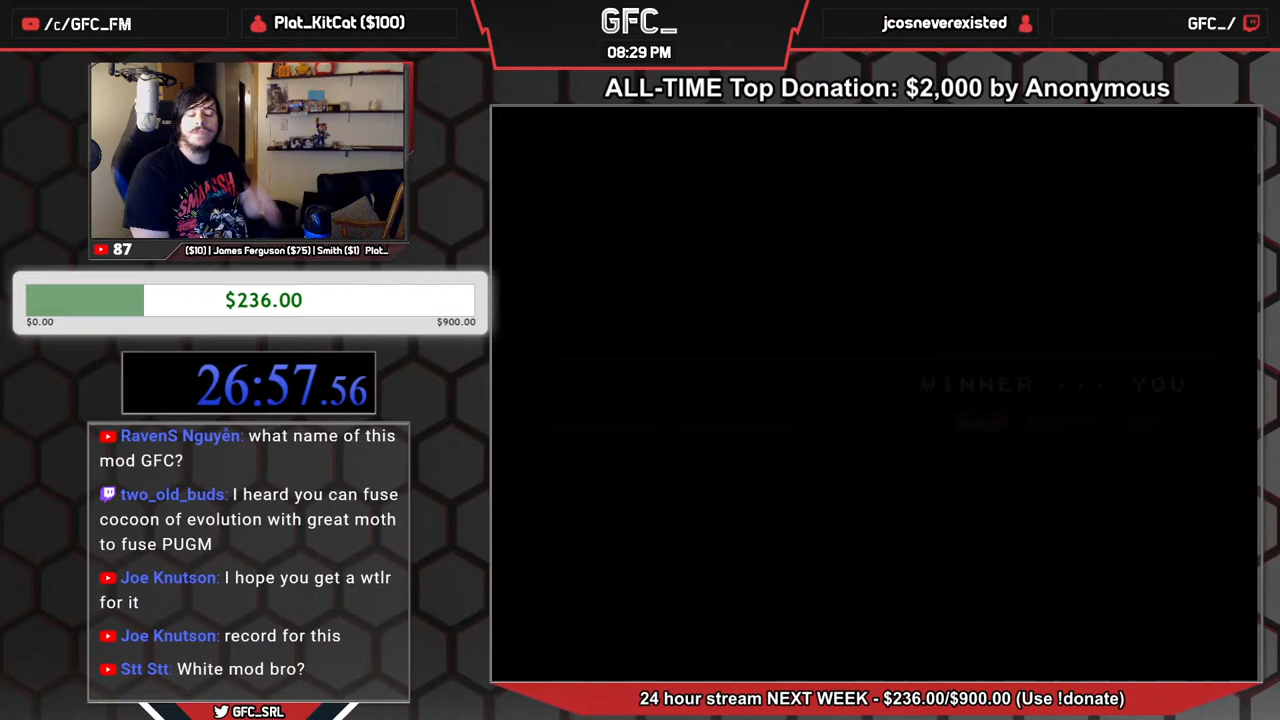 /c/GFC_FM
Plat_KitCat ($100)
GFC_
08:29 PM
jcosneverexisted
GFC_/
ALL-TIME Top Donation: $2,000 by Anonymous
SMAAASH
87
($10) | James Ferguson ($75) | Smith ($1) Plat_
$236.00
$0.00
$900.00
26:57.56
WINNER --- YOU
RavenS Nguyễn: what name of this
mod GFC?
two_old_buds: I heard you can fuse
cocoon of evolution with great moth
to fuse PUGM
Joe Knutson: I hope you get a wtlr
for it
Joe Knutson: record for this
Stt Stt: White mod bro?
GFC_SRL
24 hour stream NEXT WEEK - $236.00/$900.00 (Use !donate)